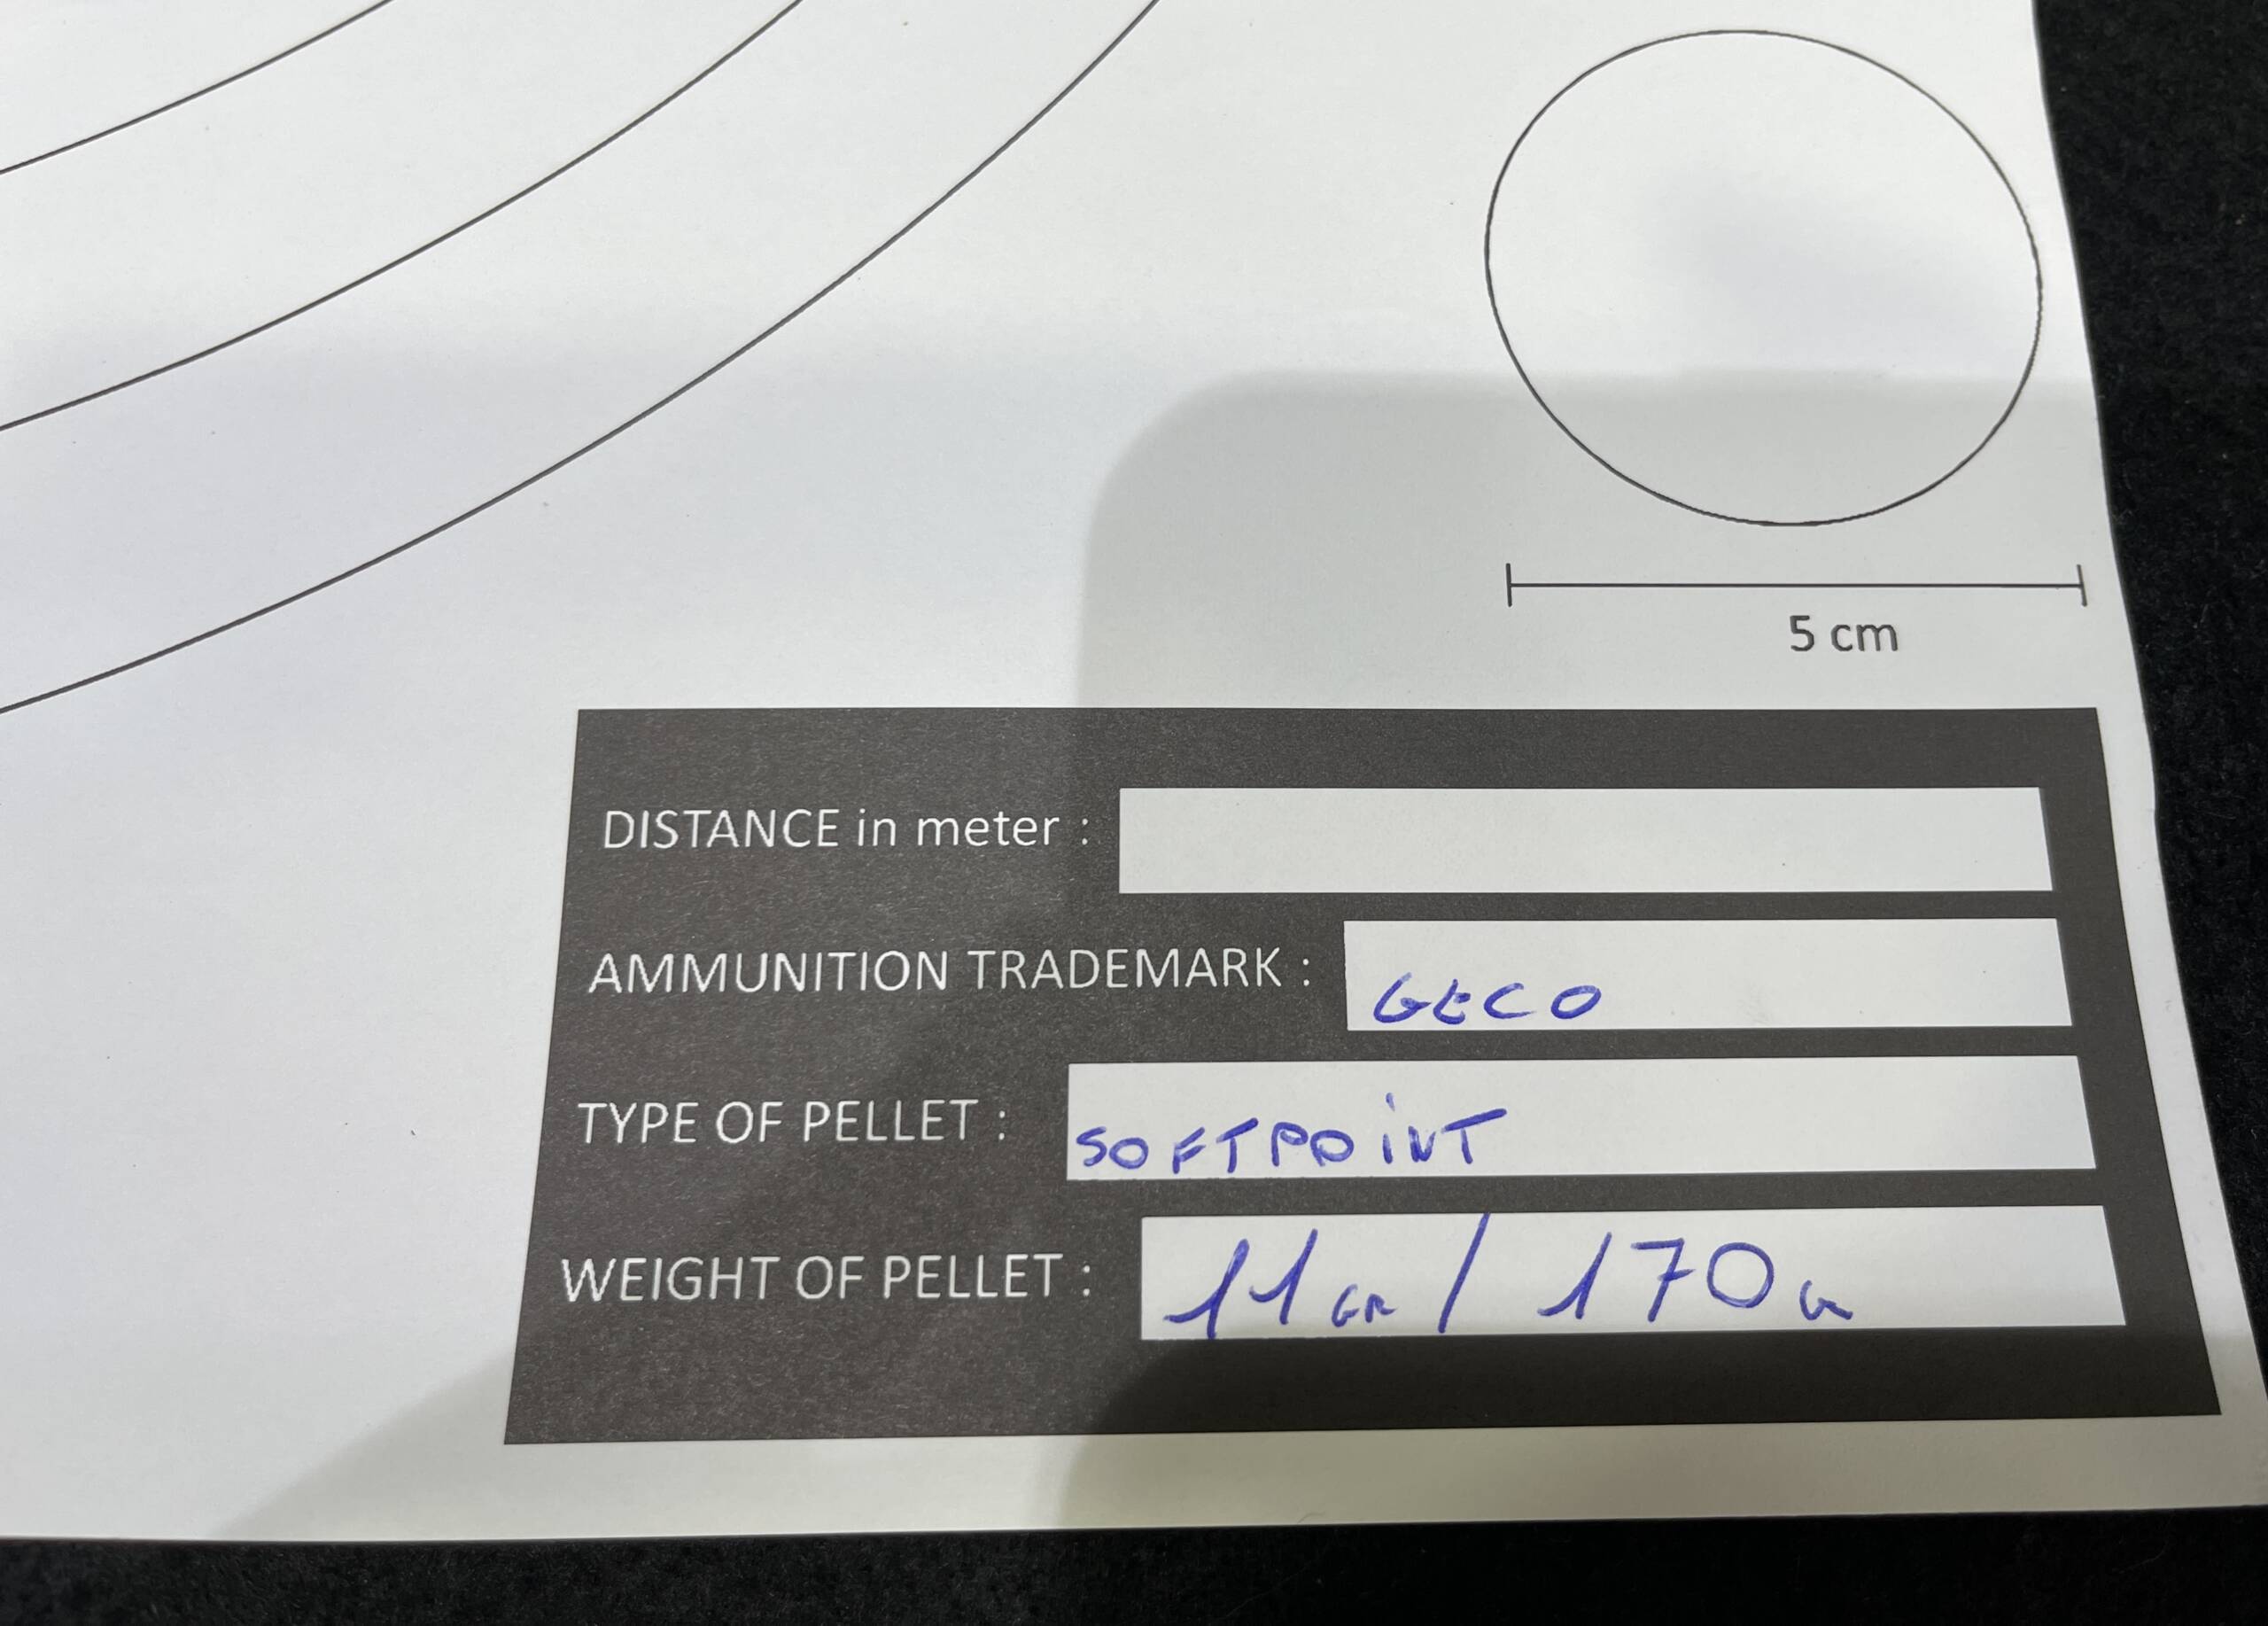 5 cm
DISTANCE in meter :
AMMUNITION TRADEMARK : GECO
TYPE OF PELLET : SOFTPOINT
WEIGHT OF PELLET : 11 GR / 170